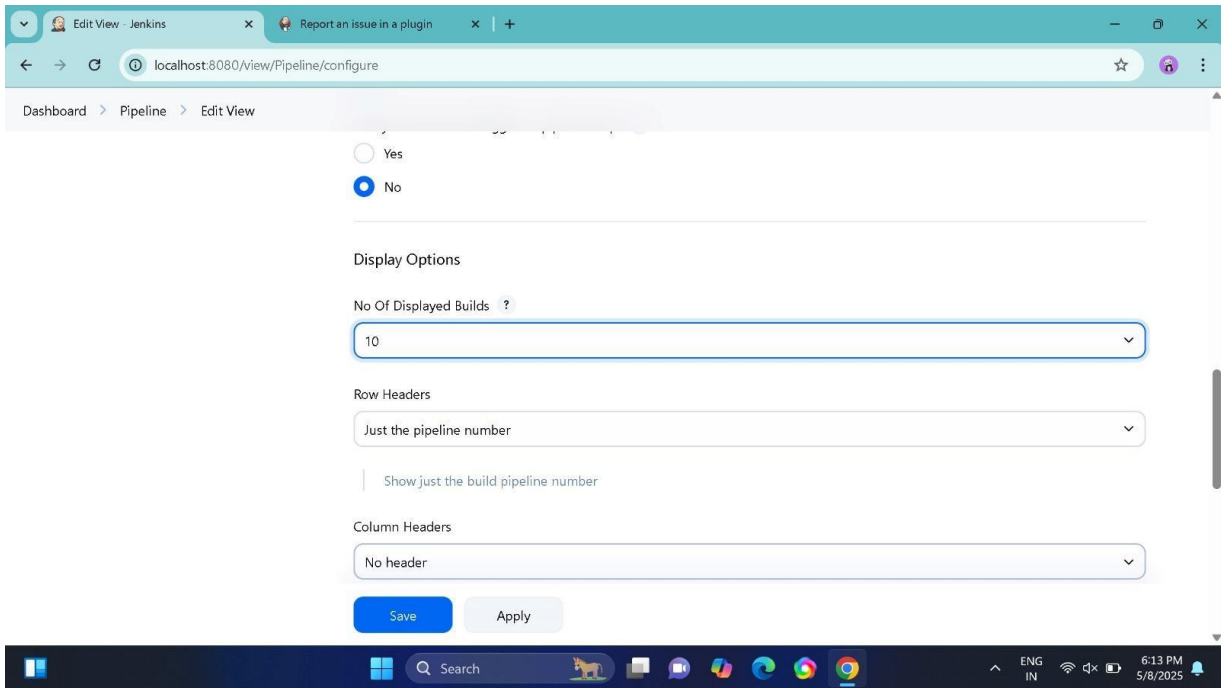 Edit View - Jenkins
Report an issue in a plugin
localhost:8080/view/Pipeline/configure
Dashboard > Pipeline > Edit View
Yes
No
Display Options
No Of Displayed Builds ?
10
Row Headers
Just the pipeline number
Show just the build pipeline number
Column Headers
No header
Save Apply
Search
ENG
IN
6:13 PM
5/8/2025